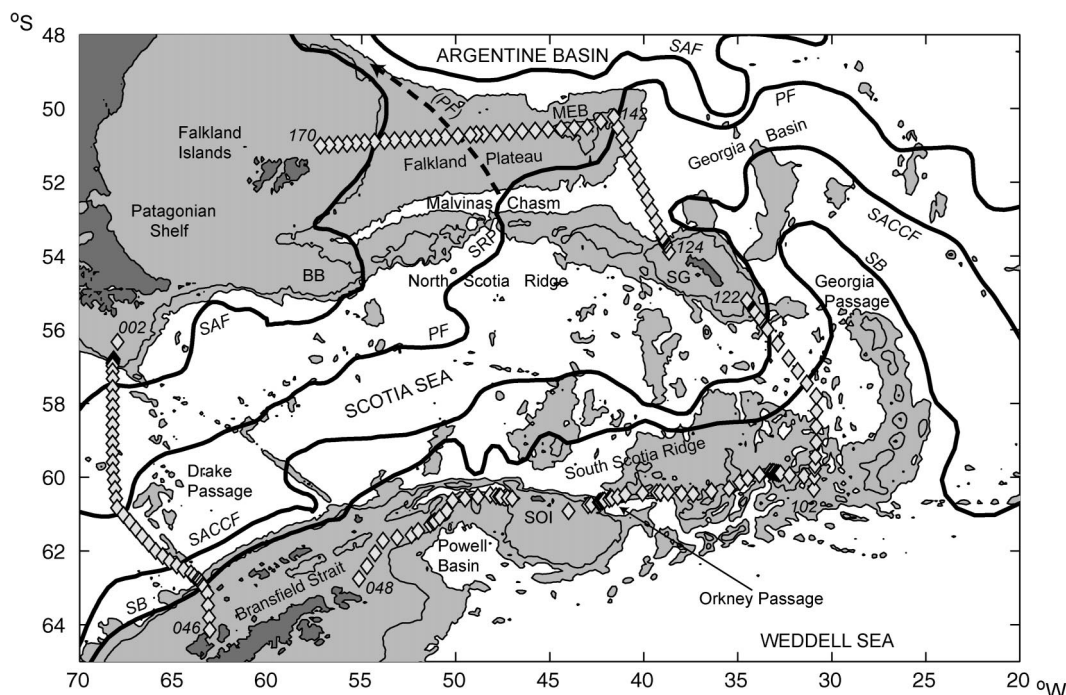 ºS
48
ARGENTINE BASIN
SAF
50
(PF)
MEB
142
PF
170
Georgia Basin
Falkland
Islands
Falkland Plateau
52
Malvinas Chasm
Patagonian
Shelf
SACCF
SRP
124
54
BB
North Scotia Ridge
SG
SB
Georgia
Passage
122
002
SAF
56
PF
SCOTIA SEA
58
South Scotia Ridge
60
Drake
Passage
102
SACCF
SOI
62
Powell
Basin
SB
Bransfield Strait
048
Orkney Passage
046
64
WEDDELL SEA
70 65 60 55 50 45 40 35 30 25 20 ºW